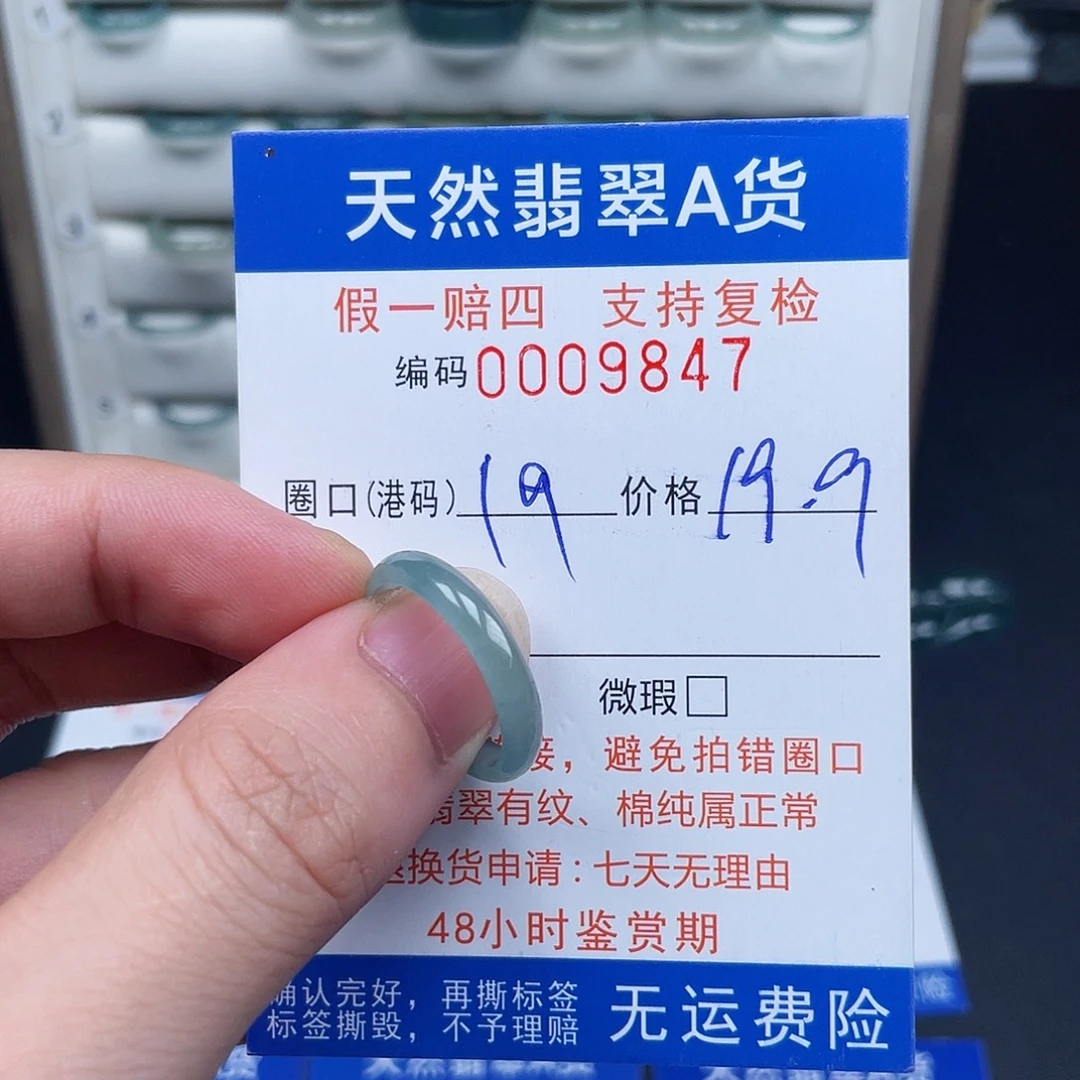 天然翡翠A货
假一赔四 支持复检
编码0009847
圈口(港码) 19 价格 19.9
微瑕□
接，避免拍错圈口
翡翠有纹、棉纯属正常
退换货申请：七天无理由
48小时鉴赏期
确认完好，再撕标签
标签撕毁，不予理赔
无运费险